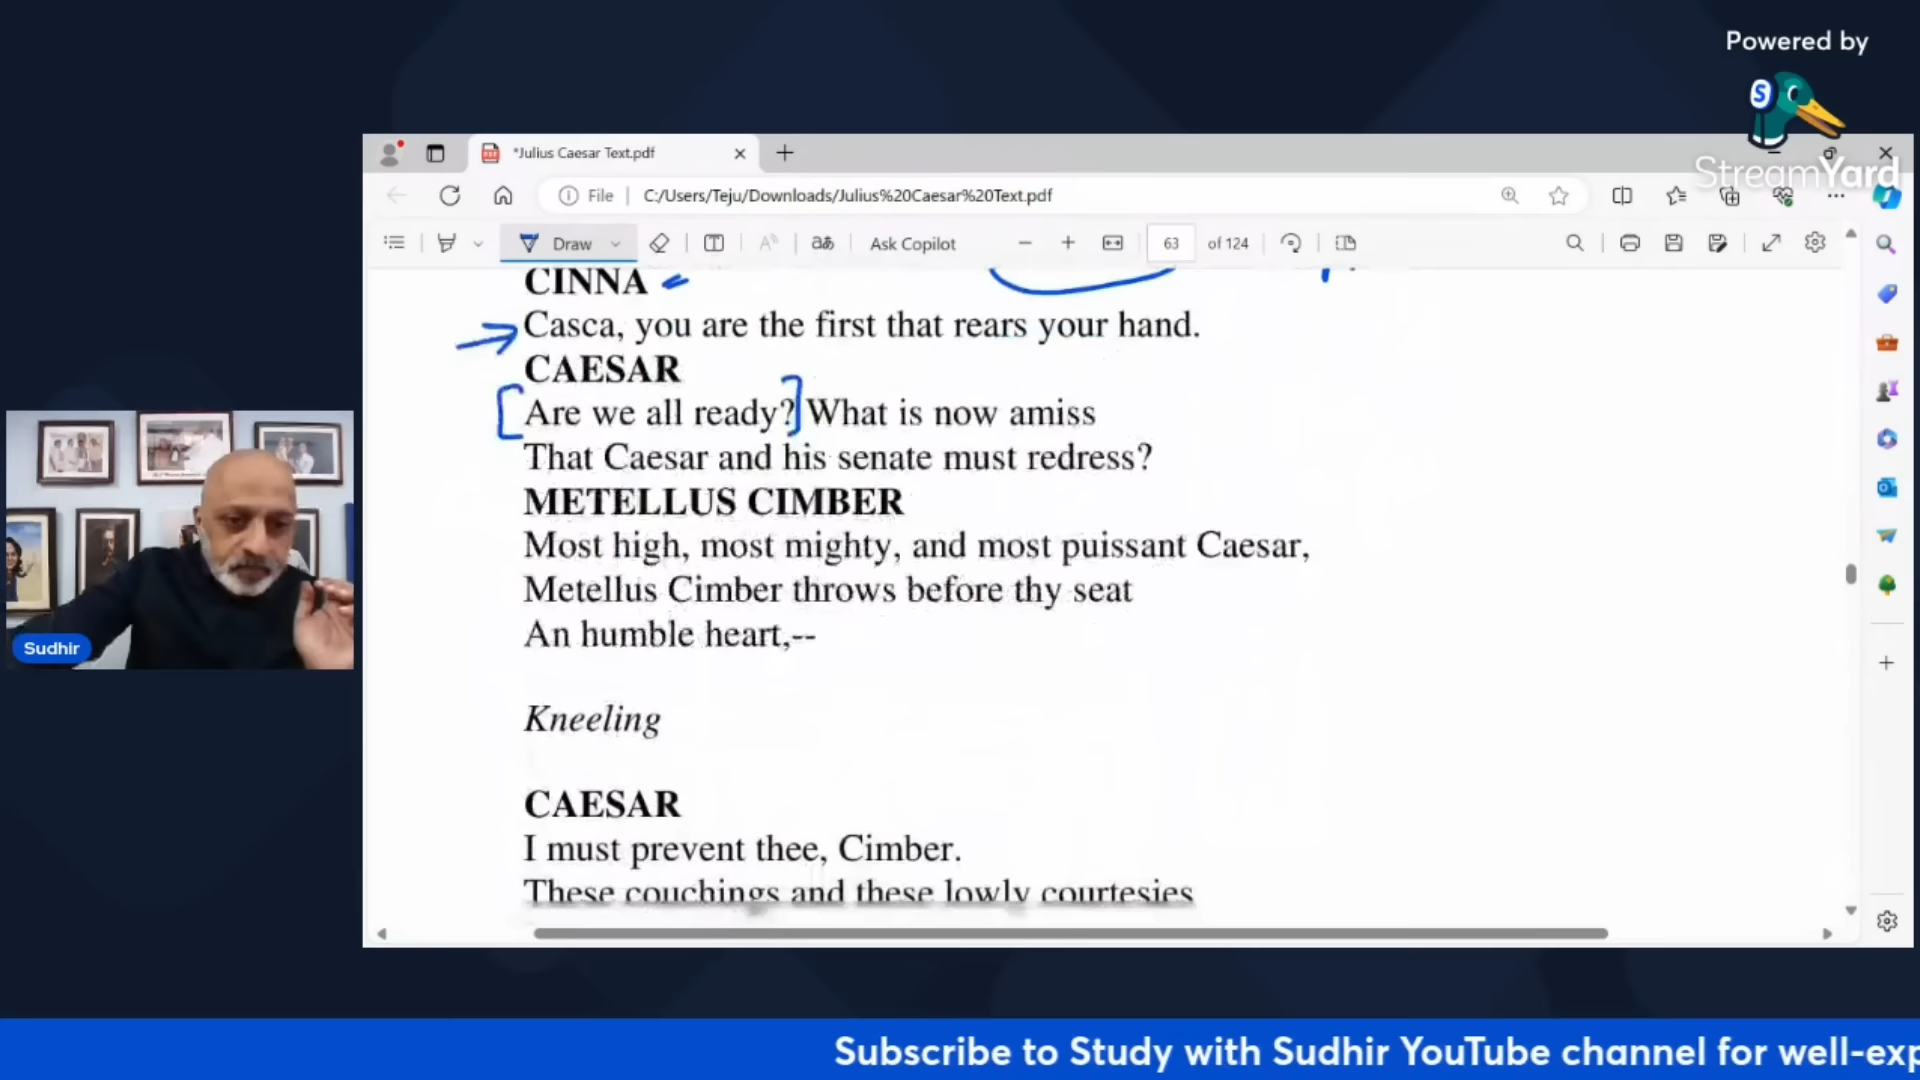 Powered by
StreamYard
*Julius Caesar Text.pdf
File
C:/Users/Teju/Downloads/Julius%20Caesar%20Text.pdf
Draw
aあ
Ask Copilot
63
of 124
CINNA
Casca, you are the first that rears your hand.
CAESAR
Are we all ready? What is now amiss
That Caesar and his senate must redress?
METELLUS CIMBER
Most high, most mighty, and most puissant Caesar,
Metellus Cimber throws before thy seat
An humble heart,--
Kneeling
CAESAR
I must prevent thee, Cimber.
These couchings and these lowly courtesies
Sudhir
Subscribe to Study with Sudhir YouTube channel for well-exp